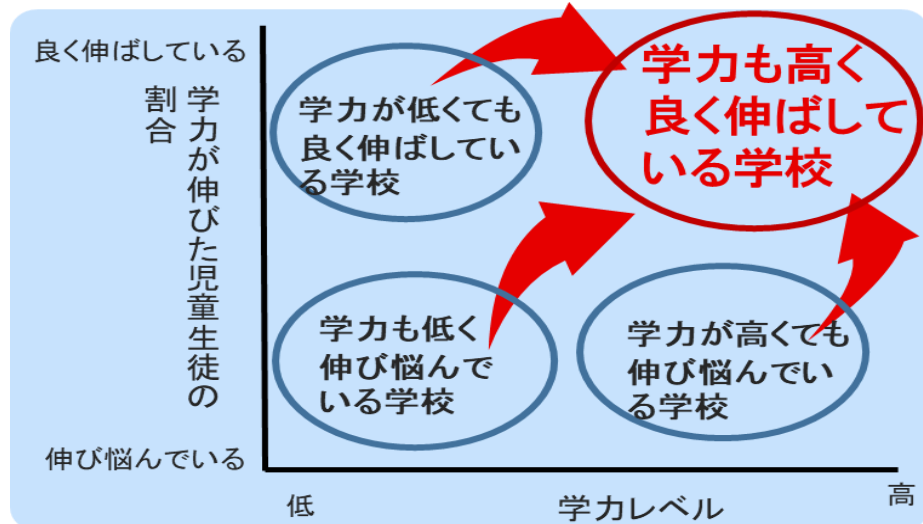 良く伸ばしている
学力が伸びた児童生徒の
割合
学力が低くても
良く伸ばしてい
る学校
学力も高く
良く伸ばして
いる学校
学力も低く
伸び悩んで
いる学校
学力が高くても
伸び悩んでい
る学校
伸び悩んでいる
低
学力レベル
高